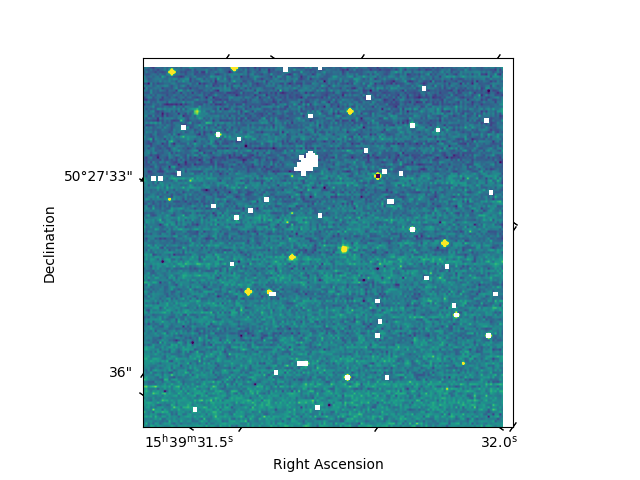 50°27'33"
Declination
36"
15ʰ39ᵐ31.5ˢ
32.0ˢ
Right Ascension